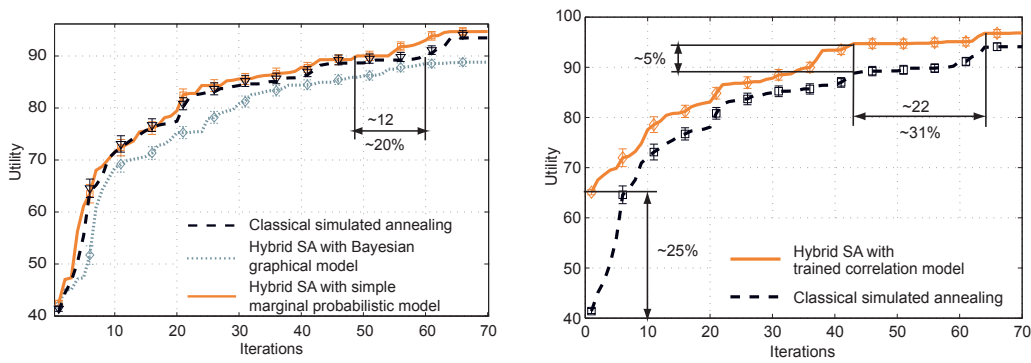 90
80
70
60
50
40
Utility
10
20
30
40
50
60
70
Iterations
~12
~20%
Classical simulated annealing
Hybrid SA with Bayesian
graphical model
Hybrid SA with simple
marginal probabilistic model
100
90
80
70
60
50
40
Utility
0
10
20
30
40
50
60
70
Iterations
~5%
~22
~31%
~25%
Hybrid SA with
trained correlation model
Classical simulated annealing